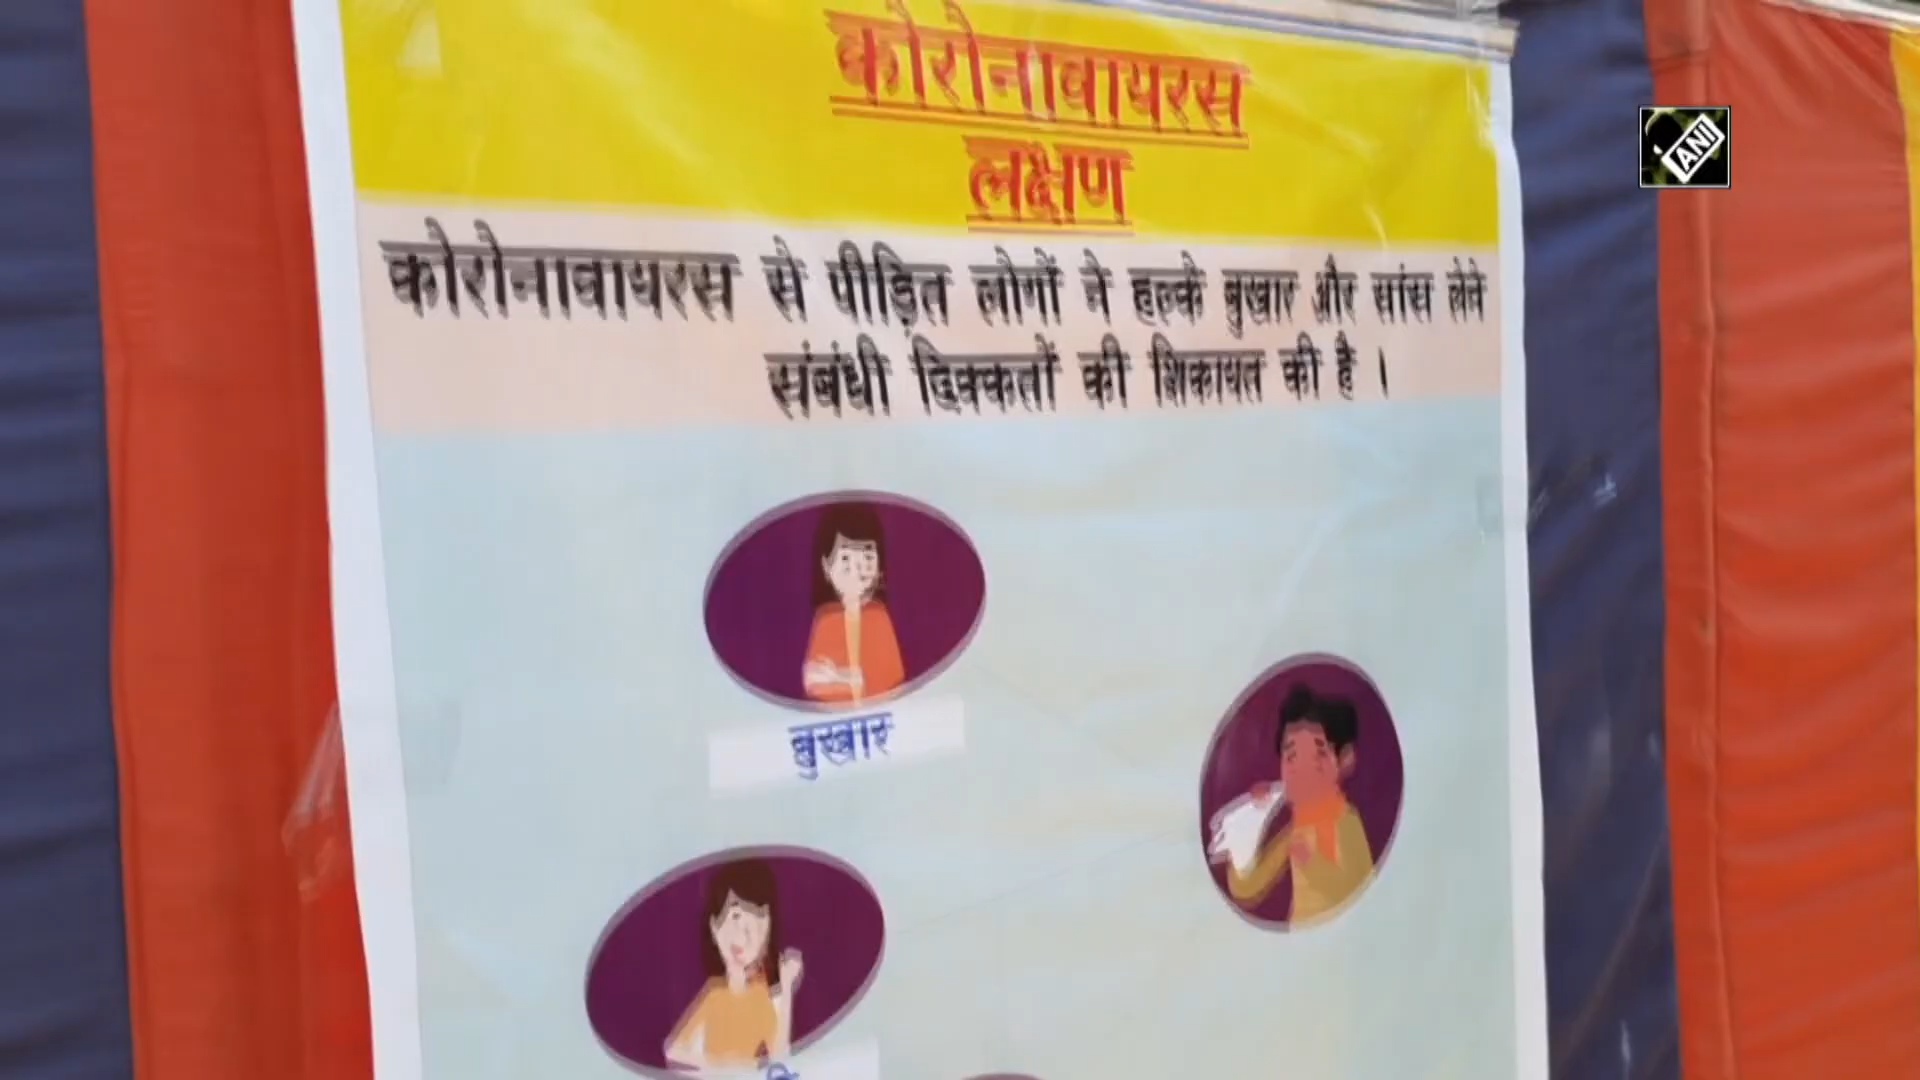 कोरोनावायरस
लक्षण
कोरोनावायरस से पीड़ित लोगों ने हल्के बुखार और सांस लेने
संबंधी दिक्कतों की शिकायत की है ।
बुखार
ANI